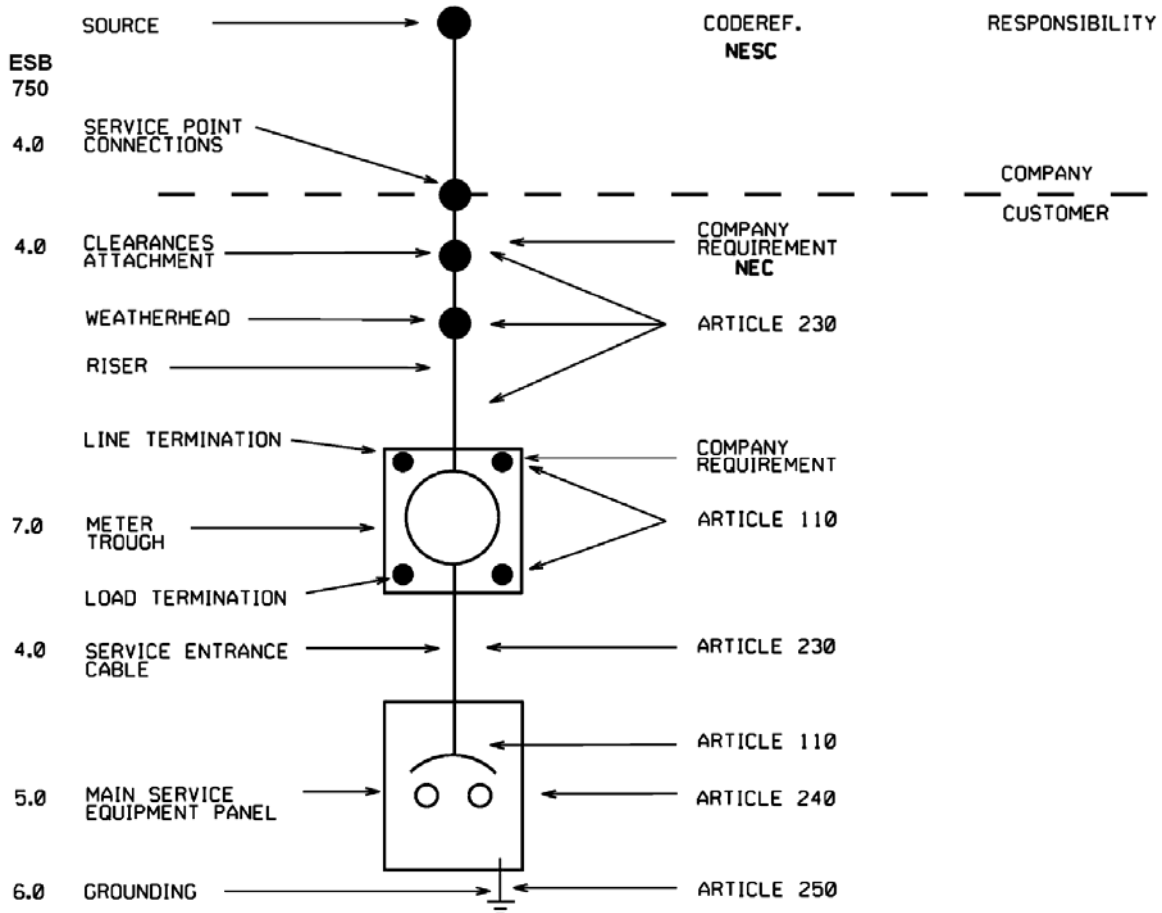 SOURCE
CODEREF.
NESC
RESPONSIBILITY
ESB
750
4.0
SERVICE POINT
CONNECTIONS
COMPANY
CUSTOMER
4.0
CLEARANCES
ATTACHMENT
COMPANY
REQUIREMENT
NEC
WEATHERHEAD
ARTICLE 230
RISER
LINE TERMINATION
COMPANY
REQUIREMENT
7.0
METER
TROUGH
ARTICLE 110
LOAD TERMINATION
4.0
SERVICE ENTRANCE
CABLE
ARTICLE 230
ARTICLE 110
5.0
MAIN SERVICE
EQUIPMENT PANEL
ARTICLE 240
6.0
GROUNDING
ARTICLE 250